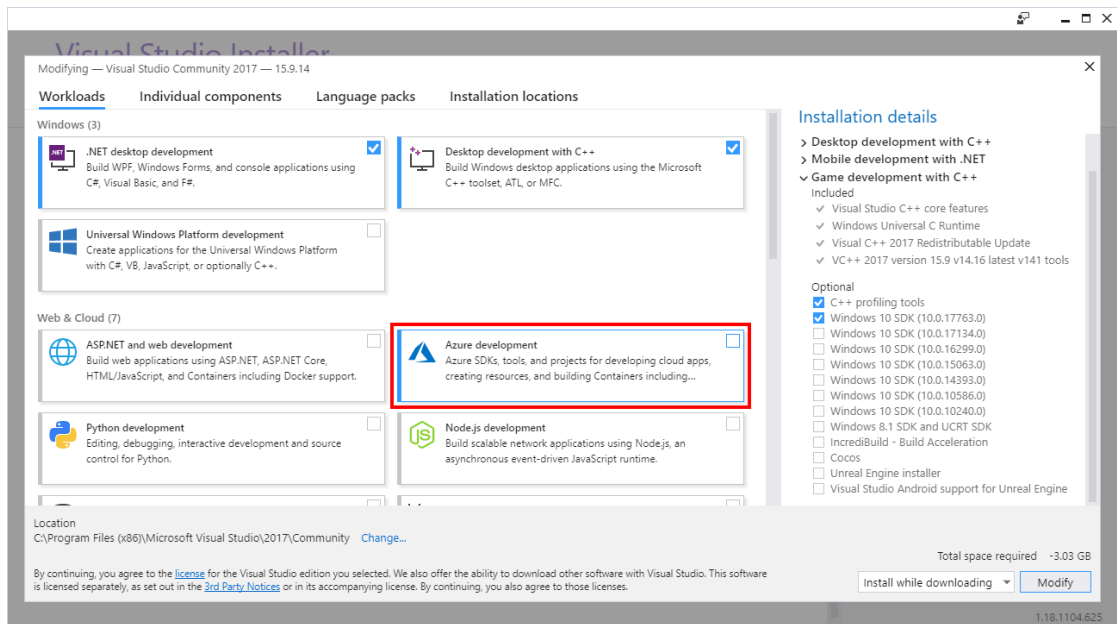 Visual Studio Installer
Modifying — Visual Studio Community 2017 — 15.9.14
Workloads
Individual components
Language packs
Installation locations
Windows (3)
.NET
.NET desktop development
Build WPF, Windows Forms, and console applications using
C#, Visual Basic, and F#.
Desktop development with C++
Build Windows desktop applications using the Microsoft
C++ toolset, ATL, or MFC.
Universal Windows Platform development
Create applications for the Universal Windows Platform
with C#, VB, JavaScript, or optionally C++.
Web & Cloud (7)
ASP.NET and web development
Build web applications using ASP.NET, ASP.NET Core,
HTML/JavaScript, and Containers including Docker support.
Azure development
Azure SDKs, tools, and projects for developing cloud apps,
creating resources, and building Containers including...
Python development
Editing, debugging, interactive development and source
control for Python.
JS
Node.js development
Build scalable network applications using Node.js, an
asynchronous event-driven JavaScript runtime.
Installation details
Desktop development with C++
Mobile development with .NET
Game development with C++
Included
Visual Studio C++ core features
Windows Universal C Runtime
Visual C++ 2017 Redistributable Update
VC++ 2017 version 15.9 v14.16 latest v141 tools
Optional
C++ profiling tools
Windows 10 SDK (10.0.17763.0)
Windows 10 SDK (10.0.17134.0)
Windows 10 SDK (10.0.16299.0)
Windows 10 SDK (10.0.15063.0)
Windows 10 SDK (10.0.14393.0)
Windows 10 SDK (10.0.10586.0)
Windows 10 SDK (10.0.10240.0)
Windows 8.1 SDK and UCRT SDK
IncrediBuild - Build Acceleration
Cocos
Unreal Engine installer
Visual Studio Android support for Unreal Engine
Location
C:\Program Files (x86)\Microsoft Visual Studio\2017\Community Change...
Total space required -3.03 GB
By continuing, you agree to the license for the Visual Studio edition you selected. We also offer the ability to download other software with Visual Studio. This software
is licensed separately, as set out in the 3rd Party Notices or in its accompanying license. By continuing, you also agree to those licenses.
Install while downloading
Modify
1.18.1104.625